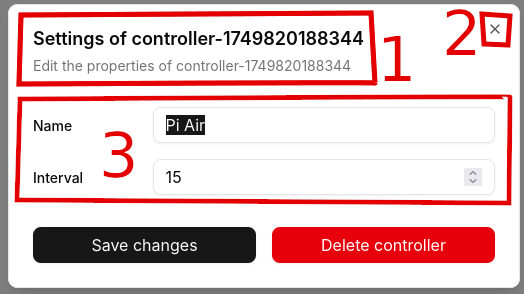 2
Settings of controller-1749820188344
1
Edit the properties of controller-1749820188344
Name
Pi Air
3
Interval
15
Save changes
Delete controller